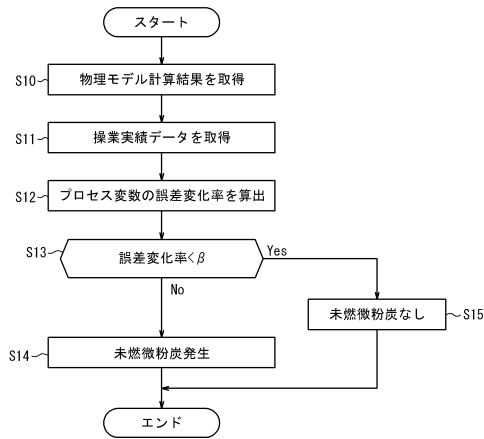 スタート
S10
物理モデル計算結果を取得
S11
操業実績データを取得
S12
プロセス変数の誤差変化率を算出
S13
誤差変化率<β
Yes
No
未燃微粉炭なし
S15
S14
未燃微粉炭発生
エンド